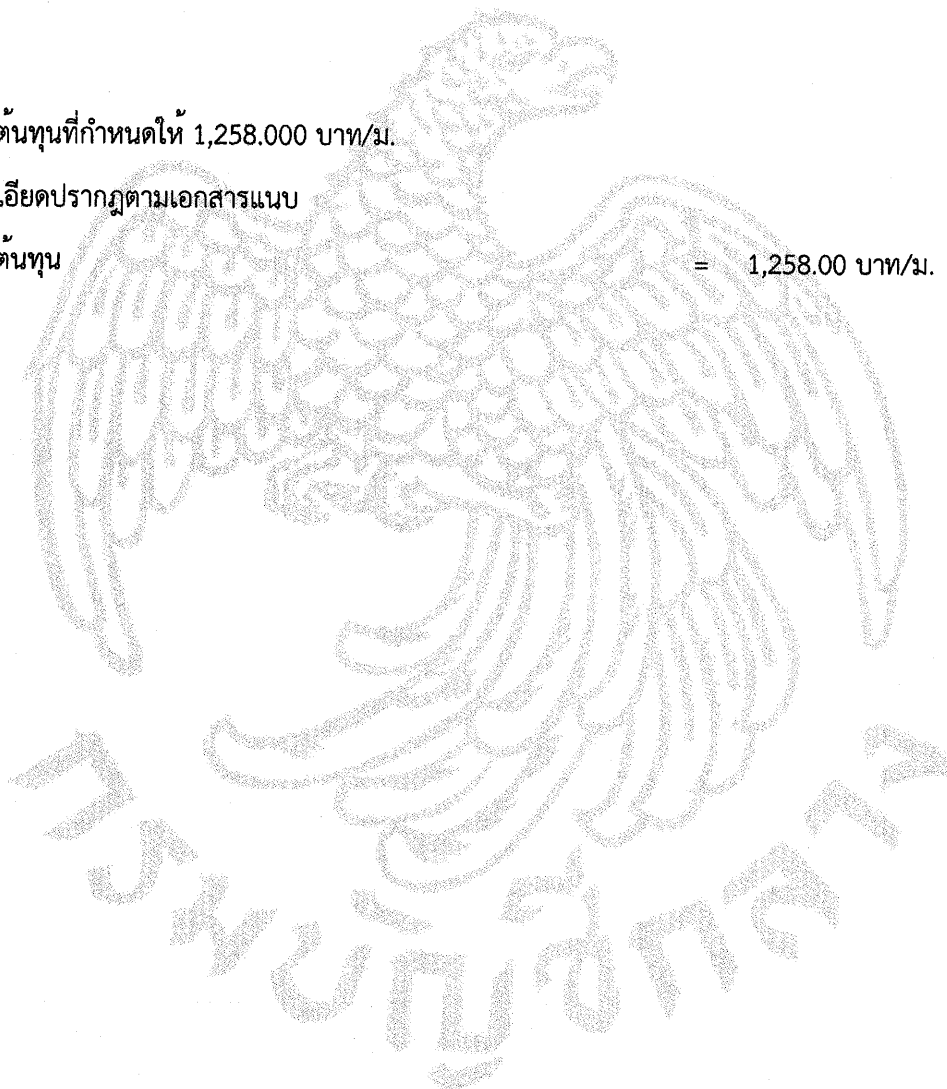 ต้นทุนที่กำหนดให้ 1,258.000 บาท/ม.
เอียดปรากฎตามเอกสารแนบ
ต้นทุน = 1,258.00 บาท/ม.
กรมบัญชีกลาง